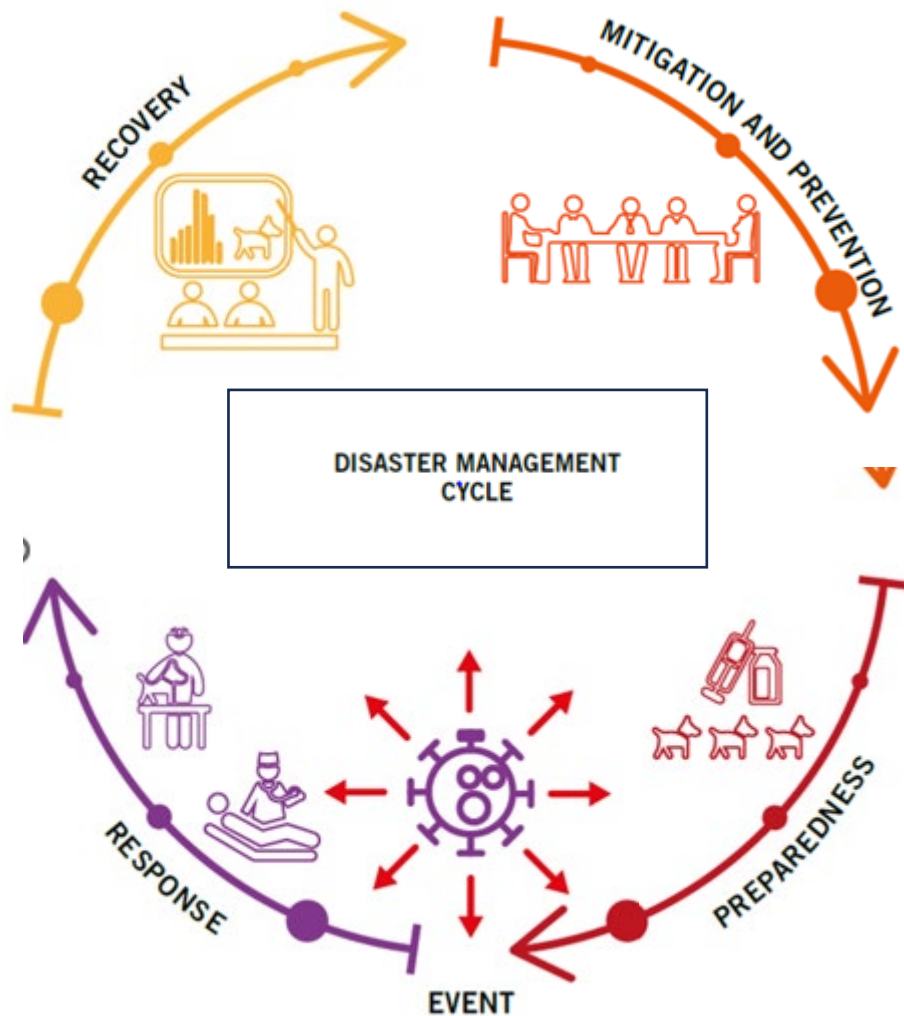 RECOVERY
MITIGATION AND PREVENTION
DISASTER MANAGEMENT
CYCLE
RESPONSE
PREPAREDNESS
EVENT